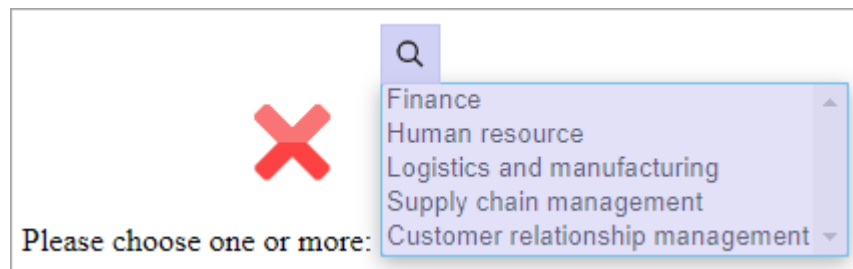 Finance
Human resource
Logistics and manufacturing
Supply chain management
Please choose one or more: Customer relationship management